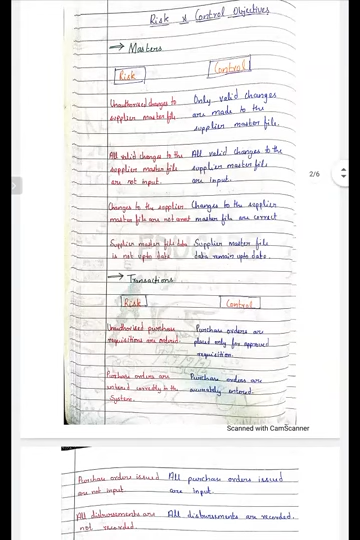 Risk & Control Objectives
→ Masters
Risk
Control
Unauthorised changes to
supplier master file
Only valid changes
are made to the
supplier master file.
All valid changes to the
supplier master file
are not input.
All valid changes to the
supplier master file
are input.
Changes to the supplier
master file are not correct
Changes to the supplier
master file are correct
Supplier master file data
is not upto date
Supplier master file
data remain upto date.
→ Transactions
Risk
Control
Unauthorised purchase
requisitions are ordered.
Purchase orders are
placed only for approved
requisition.
Purchase orders are
entered correctly in the
System.
Purchase orders are
accurately entered.
2/6
Scanned with CamScanner
Purchase orders issued
are not input
All purchase orders issued
are input.
All disbursements are
not recorded.
All disbursements are recorded.